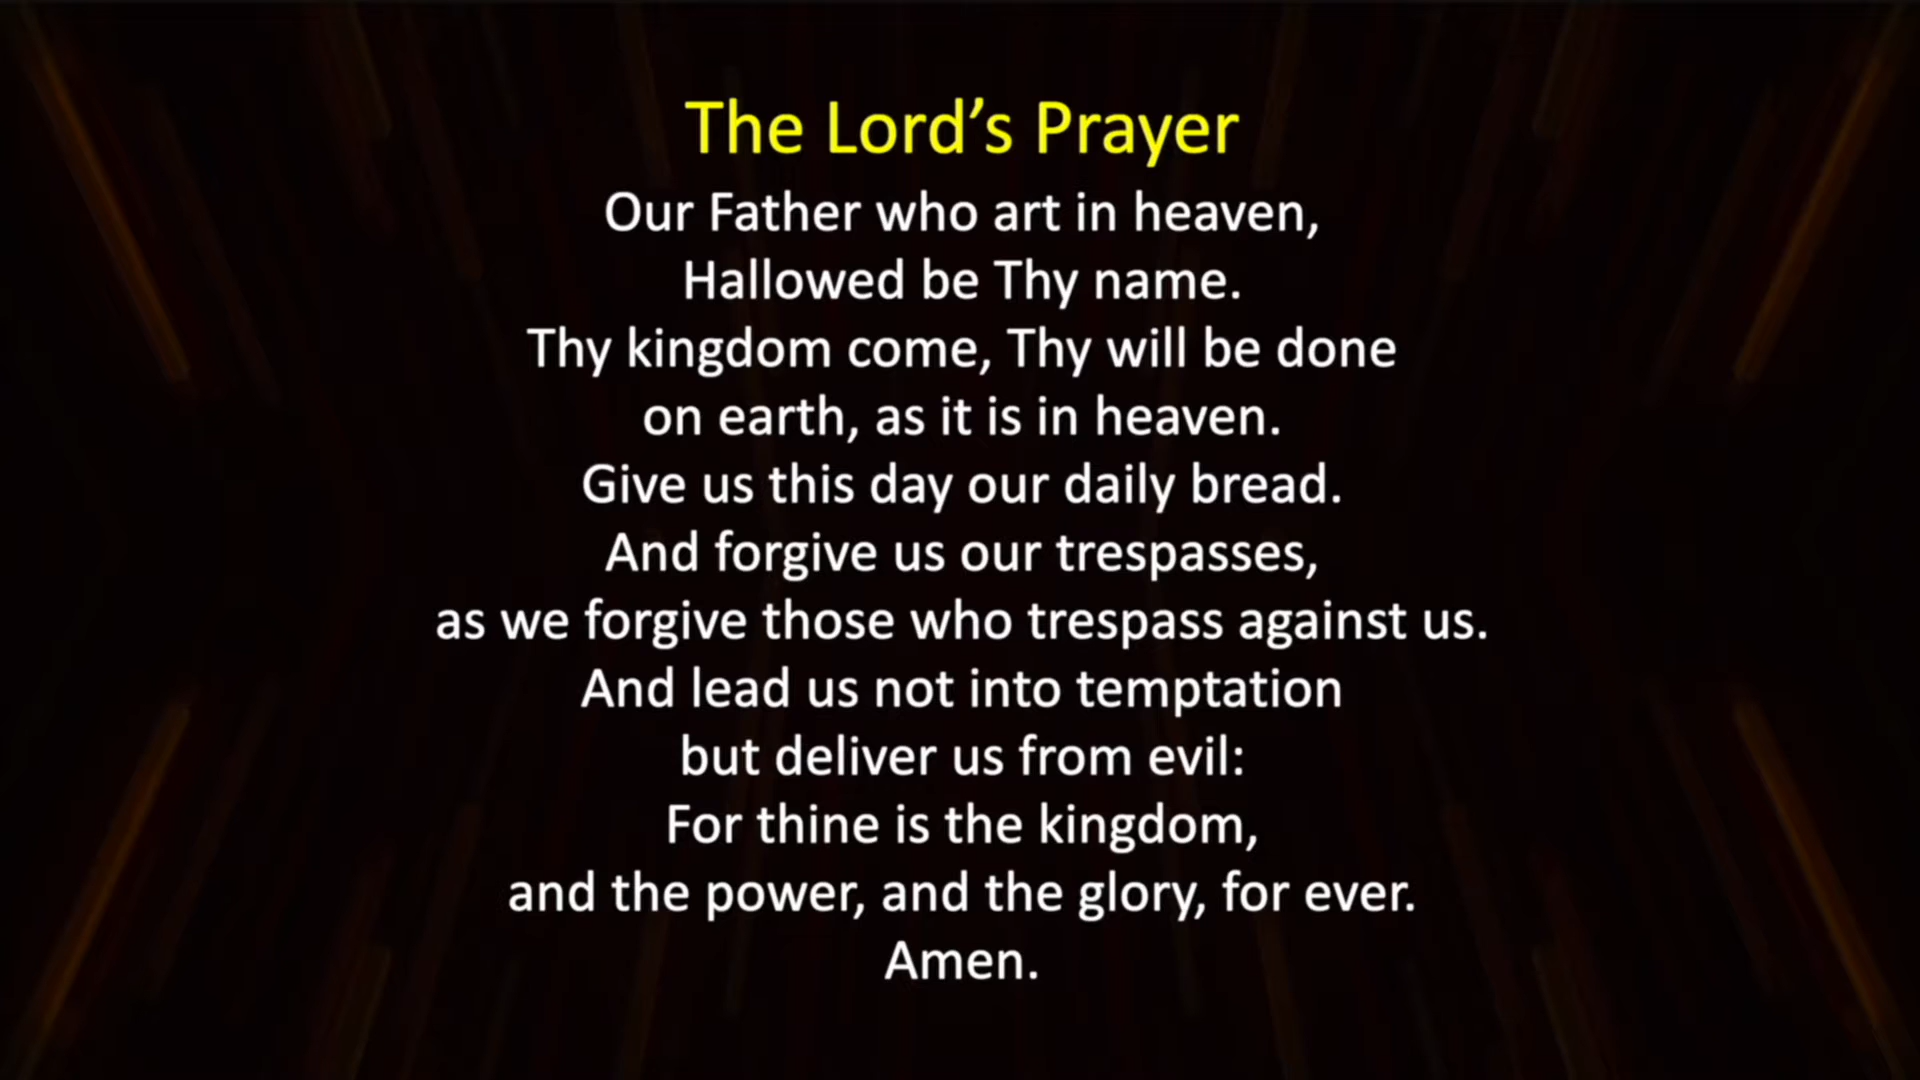 The Lord’s Prayer
Our Father who art in heaven,
Hallowed be Thy name.
Thy kingdom come, Thy will be done
on earth, as it is in heaven.
Give us this day our daily bread.
And forgive us our trespasses,
as we forgive those who trespass against us.
And lead us not into temptation
but deliver us from evil:
For thine is the kingdom,
and the power, and the glory, for ever.
Amen.